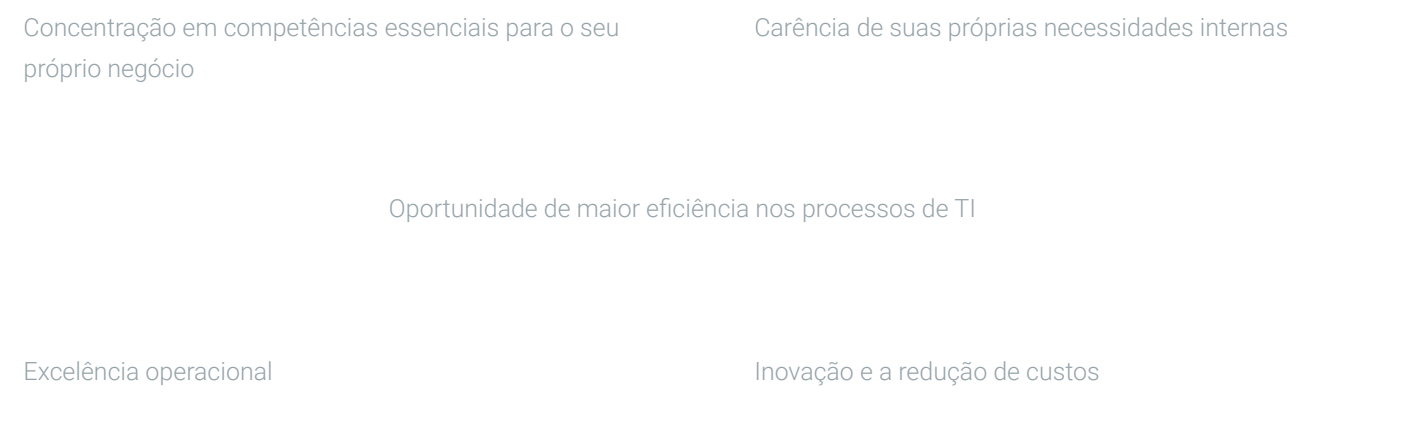 Concentração em competências essenciais para o seu
próprio negócio
Carência de suas próprias necessidades internas
Oportunidade de maior eficiência nos processos de TI
Excelência operacional
Inovação e a redução de custos